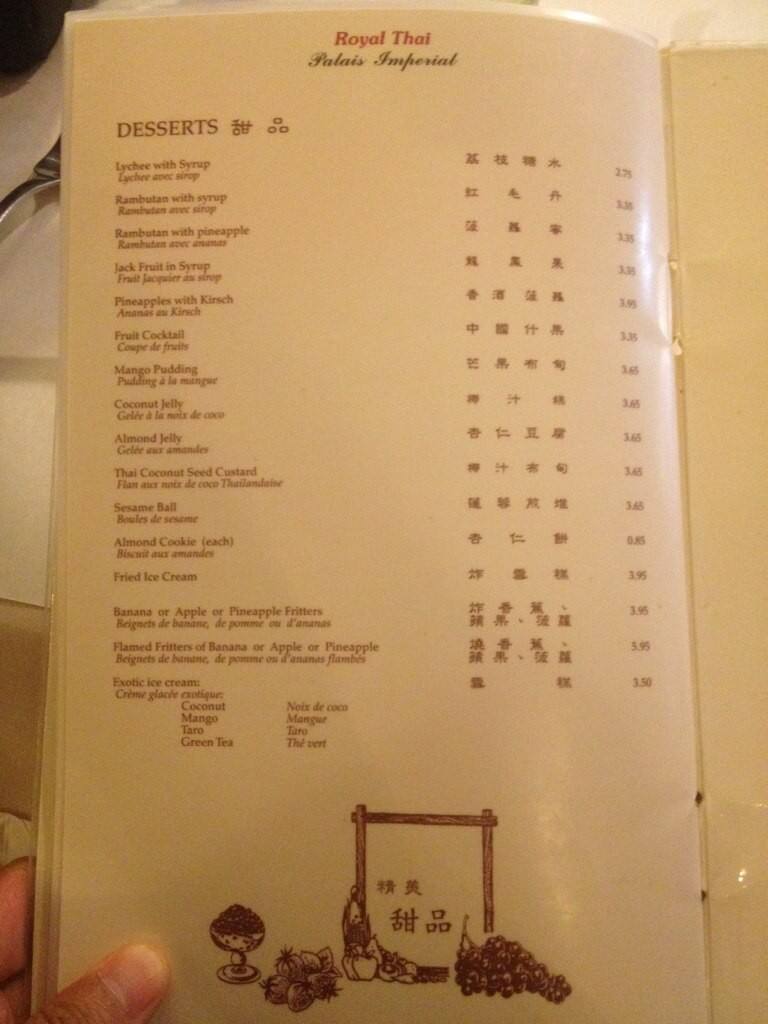 Royal Thai
Palais Imperial
DESSERTS 甜 品
Lychee with Syrup 荔 枝 糖 水 2.75
Lychee avec sirop
Rambutan with syrup 紅 毛 丹 3.35
Rambutan avec sirop
Rambutan with pineapple 菠 蘿 蜜 3.35
Rambutan avec ananas
Jack Fruit in Syrup 龍 鳳 果 3.35
Fruit Jacquier au sirop
Pineapples with Kirsch 香 酒 菠 蘿 3.95
Ananas au Kirsch
Fruit Cocktail 中 國 什 果 3.35
Coupe de fruits
Mango Pudding 芒 果 布 甸 3.65
Pudding à la mangue
Coconut Jelly 椰 汁 糕 3.65
Gelée à la noix de coco
Almond Jelly 杏 仁 豆 腐 3.65
Gelée aux amandes
Thai Coconut Seed Custard 椰 汁 布 甸 3.65
Flan aux noix de coco Thaïlandaise
Sesame Ball 蓮 蓉 煎 堆 3.65
Boules de sesame
Almond Cookie (each) 杏 仁 餅 0.85
Biscuit aux amandes
Fried Ice Cream 炸 雪 糕 3.95
Banana or Apple or Pineapple Fritters 炸 香 蕉 、 3.95
Beignets de banane, de pomme ou d'ananas 蘋 果 、 菠 蘿
Flamed Fritters of Banana or Apple or Pineapple 燒 香 蕉 、 5.95
Beignets de banane, de pomme ou d'ananas flambés 蘋 果 、 菠 蘿
Exotic ice cream: 雪 糕 3.50
Crème glacée exotique:
Coconut Noix de coco
Mango Mangue
Taro Taro
Green Tea Thé vert
精 美
甜 品